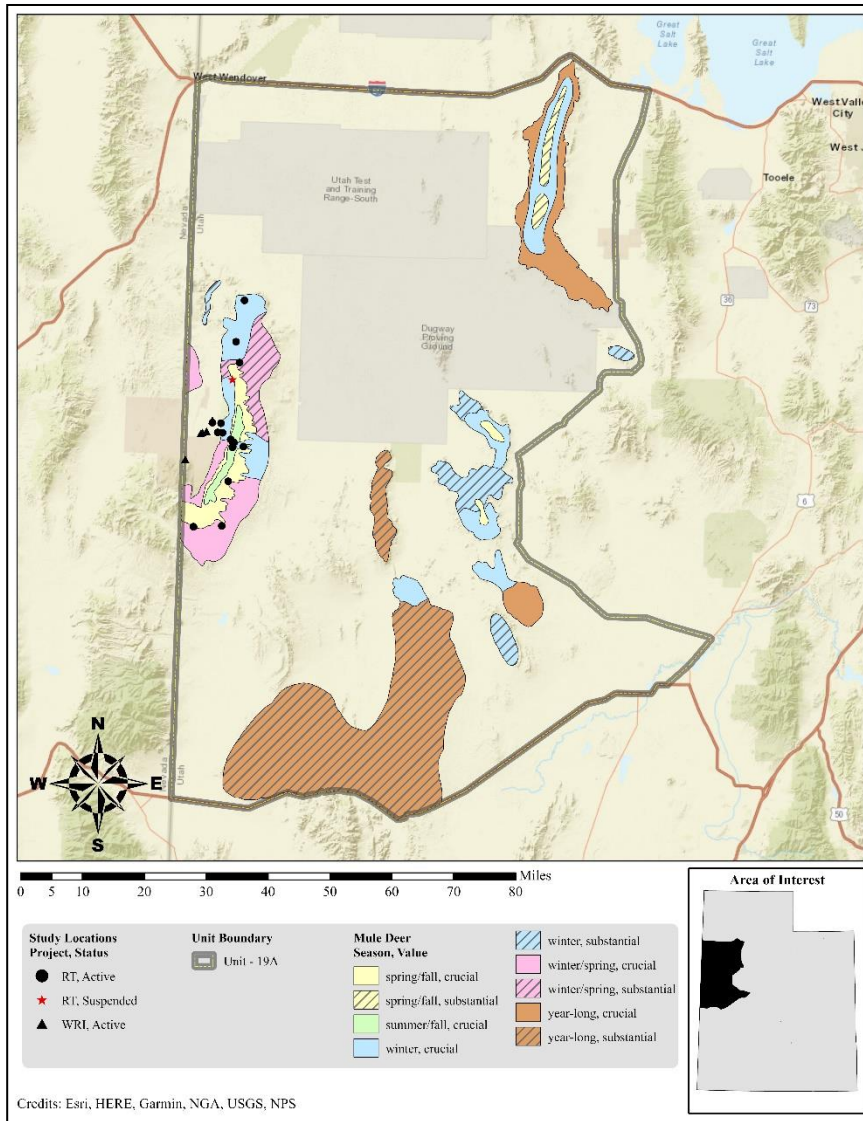 Great
Salt
Lake
Great
Salt
Lake
West Wendover
West Valley
City
West J
Tooele
Utah Test
and Training
Range-South
Nevada
Utah
36
73
Dugway
Proving
Ground
6
N
W E
S
Nevada
Utah
50
Miles
0 5 10 20 30 40 50 60 70 80
Study Locations
Project, Status
RT, Active
RT, Suspended
WRI, Active
Unit Boundary
Unit - 19A
Mule Deer
Season, Value
spring/fall, crucial
spring/fall, substantial
summer/fall, crucial
winter, crucial
winter, substantial
winter/spring, crucial
winter/spring, substantial
year-long, crucial
year-long, substantial
Area of Interest
Credits: Esri, HERE, Garmin, NGA, USGS, NPS